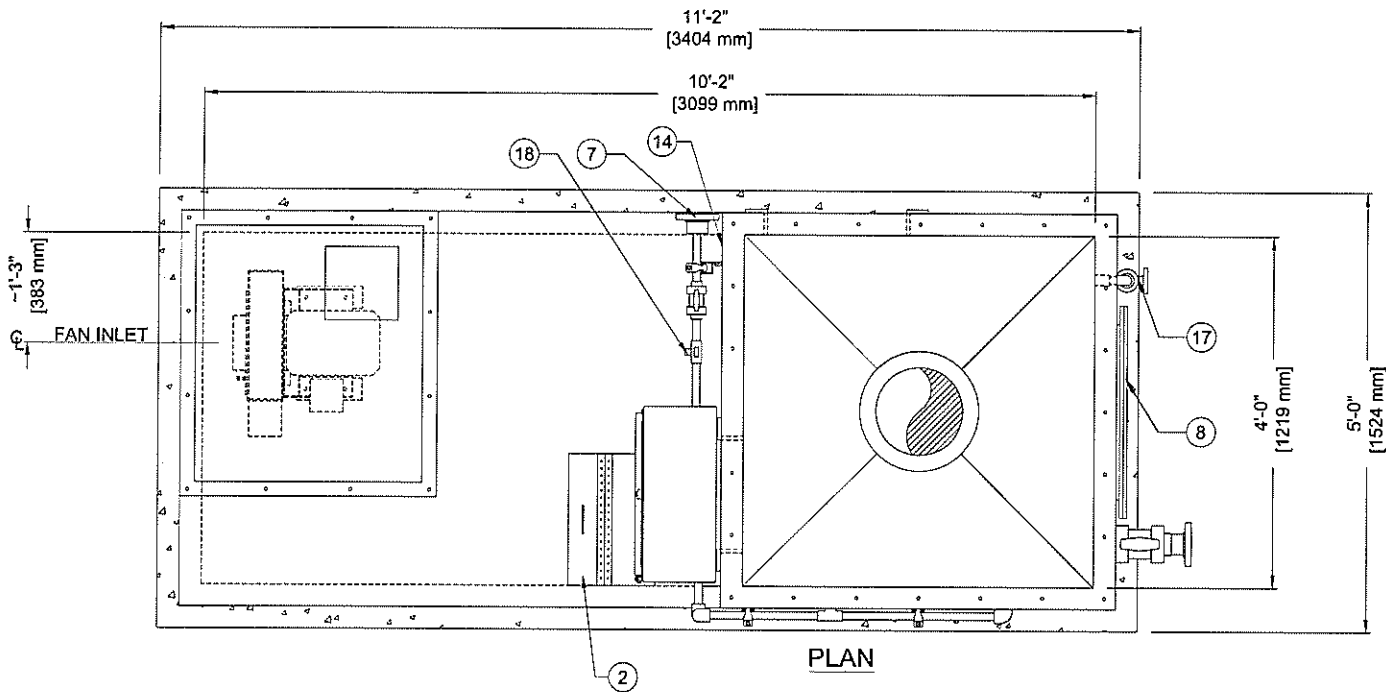 11'-2"
[3404 mm]
10'-2"
[3099 mm]
18
7
14
~1'-3"
[383 mm]
FAN INLET
17
8
4'-0"
[1219 mm]
5'-0"
[1524 mm]
2
PLAN